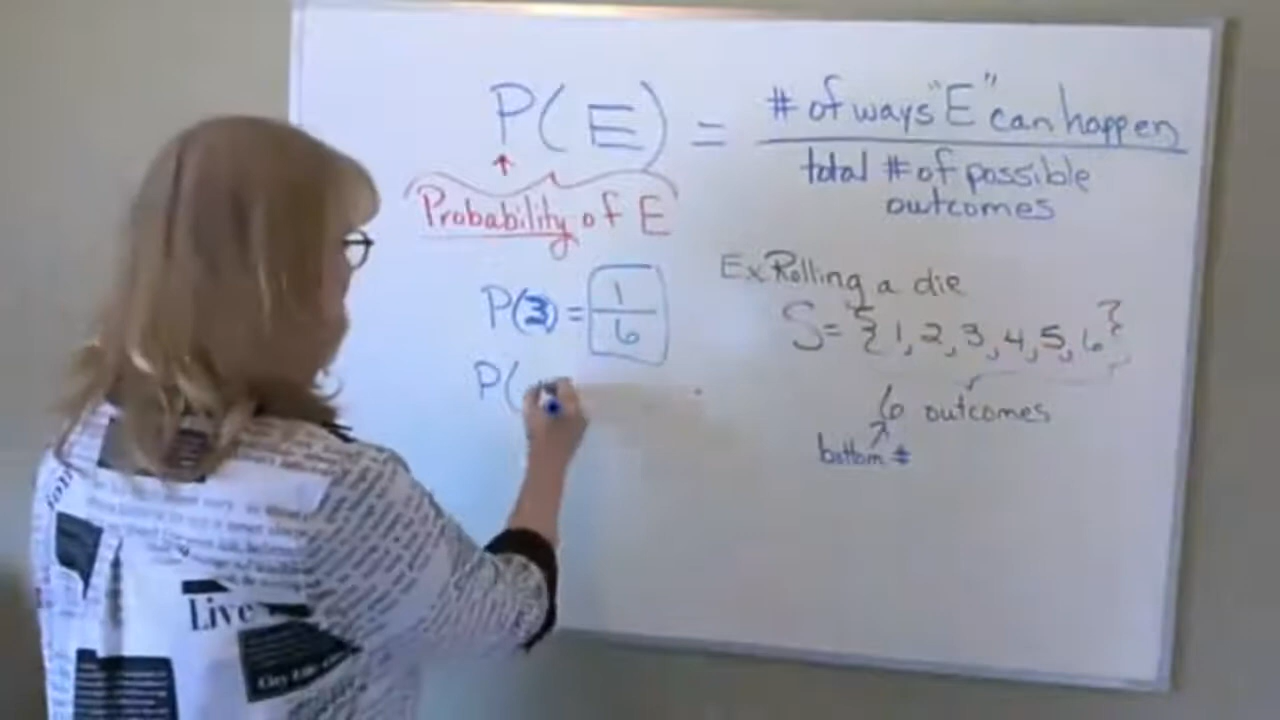 P(E) = # of ways "E" can happen
total # of possible
outcomes
Probability of E
P(3) = 1
6
P(
Ex Rolling a die
S = {1, 2, 3, 4, 5, 6}
6 outcomes
bottom #
Live